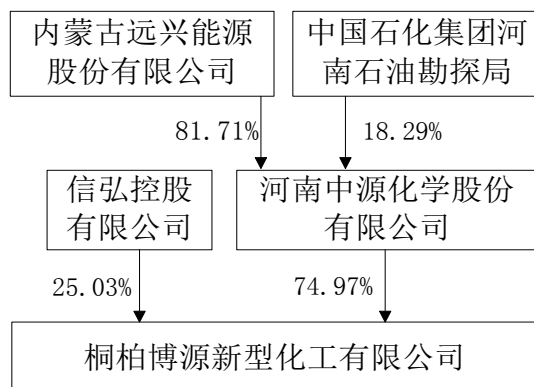 内蒙古远兴能源
股份有限公司
中国石化集团河
南石油勘探局
81.71%
18.29%
信弘控股
有限公司
河南中源化学股份
有限公司
25.03%
74.97%
桐柏博源新型化工有限公司